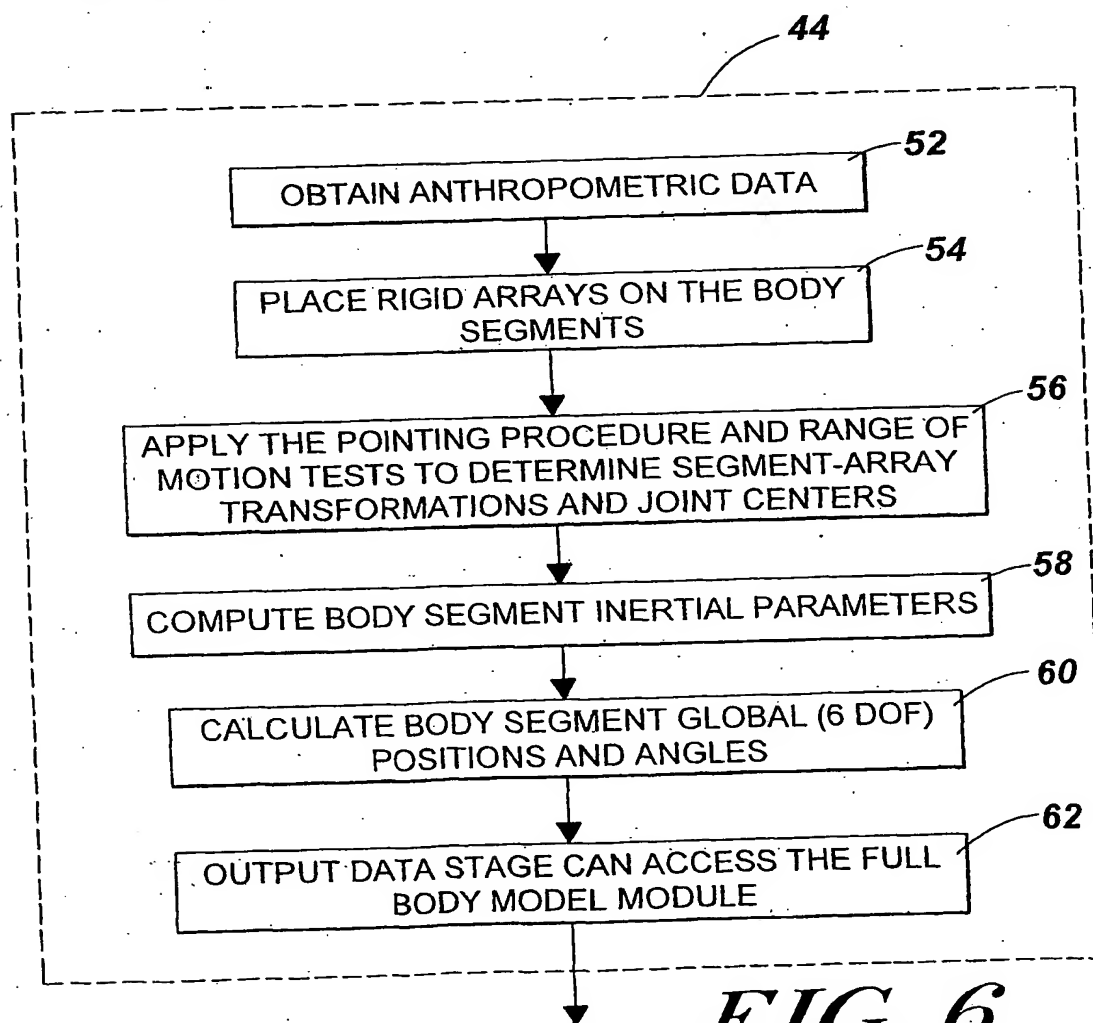 44
52
OBTAIN ANTHROPOMETRIC DATA
54
PLACE RIGID ARRAYS ON THE BODY
SEGMENTS
56
APPLY THE POINTING PROCEDURE AND RANGE OF
MOTION TESTS TO DETERMINE SEGMENT-ARRAY
TRANSFORMATIONS AND JOINT CENTERS
58
COMPUTE BODY SEGMENT INERTIAL PARAMETERS
60
CALCULATE BODY SEGMENT GLOBAL (6 DOF)
POSITIONS AND ANGLES
62
OUTPUT DATA STAGE CAN ACCESS THE FULL
BODY MODEL MODULE
FIG. 6